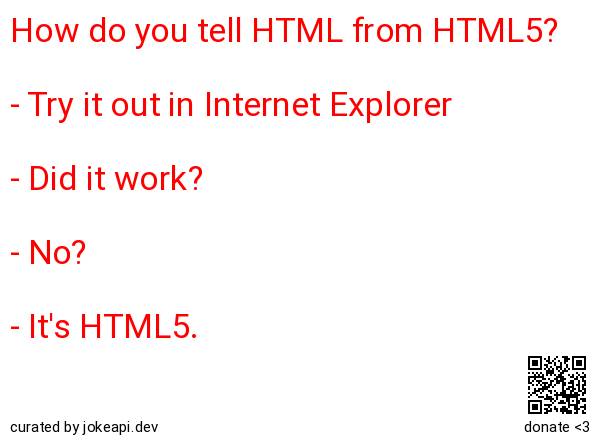 How do you tell HTML from HTML5?
- Try it out in Internet Explorer
- Did it work?
- No?
- It's HTML5.
curated by jokeapi.dev
donate <3